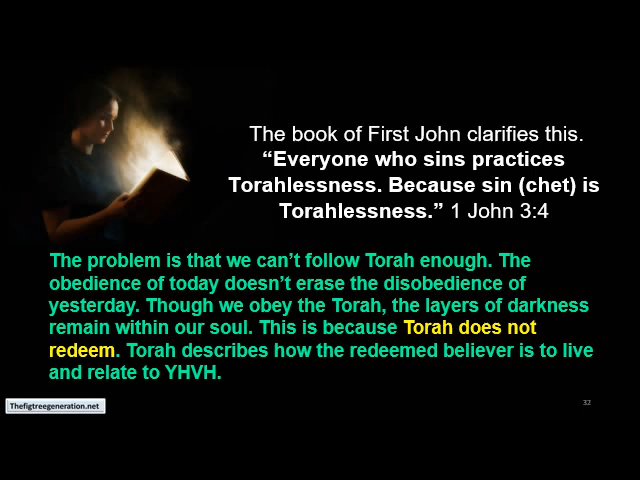 The book of First John clarifies this.
“Everyone who sins practices
Torahlessness. Because sin (chet) is
Torahlessness.” 1 John 3:4
The problem is that we can’t follow Torah enough. The
obedience of today doesn’t erase the disobedience of
yesterday. Though we obey the Torah, the layers of darkness
remain within our soul. This is because Torah does not
redeem. Torah describes how the redeemed believer is to live
and relate to YHVH.
Thefigtreegeneration.net
32